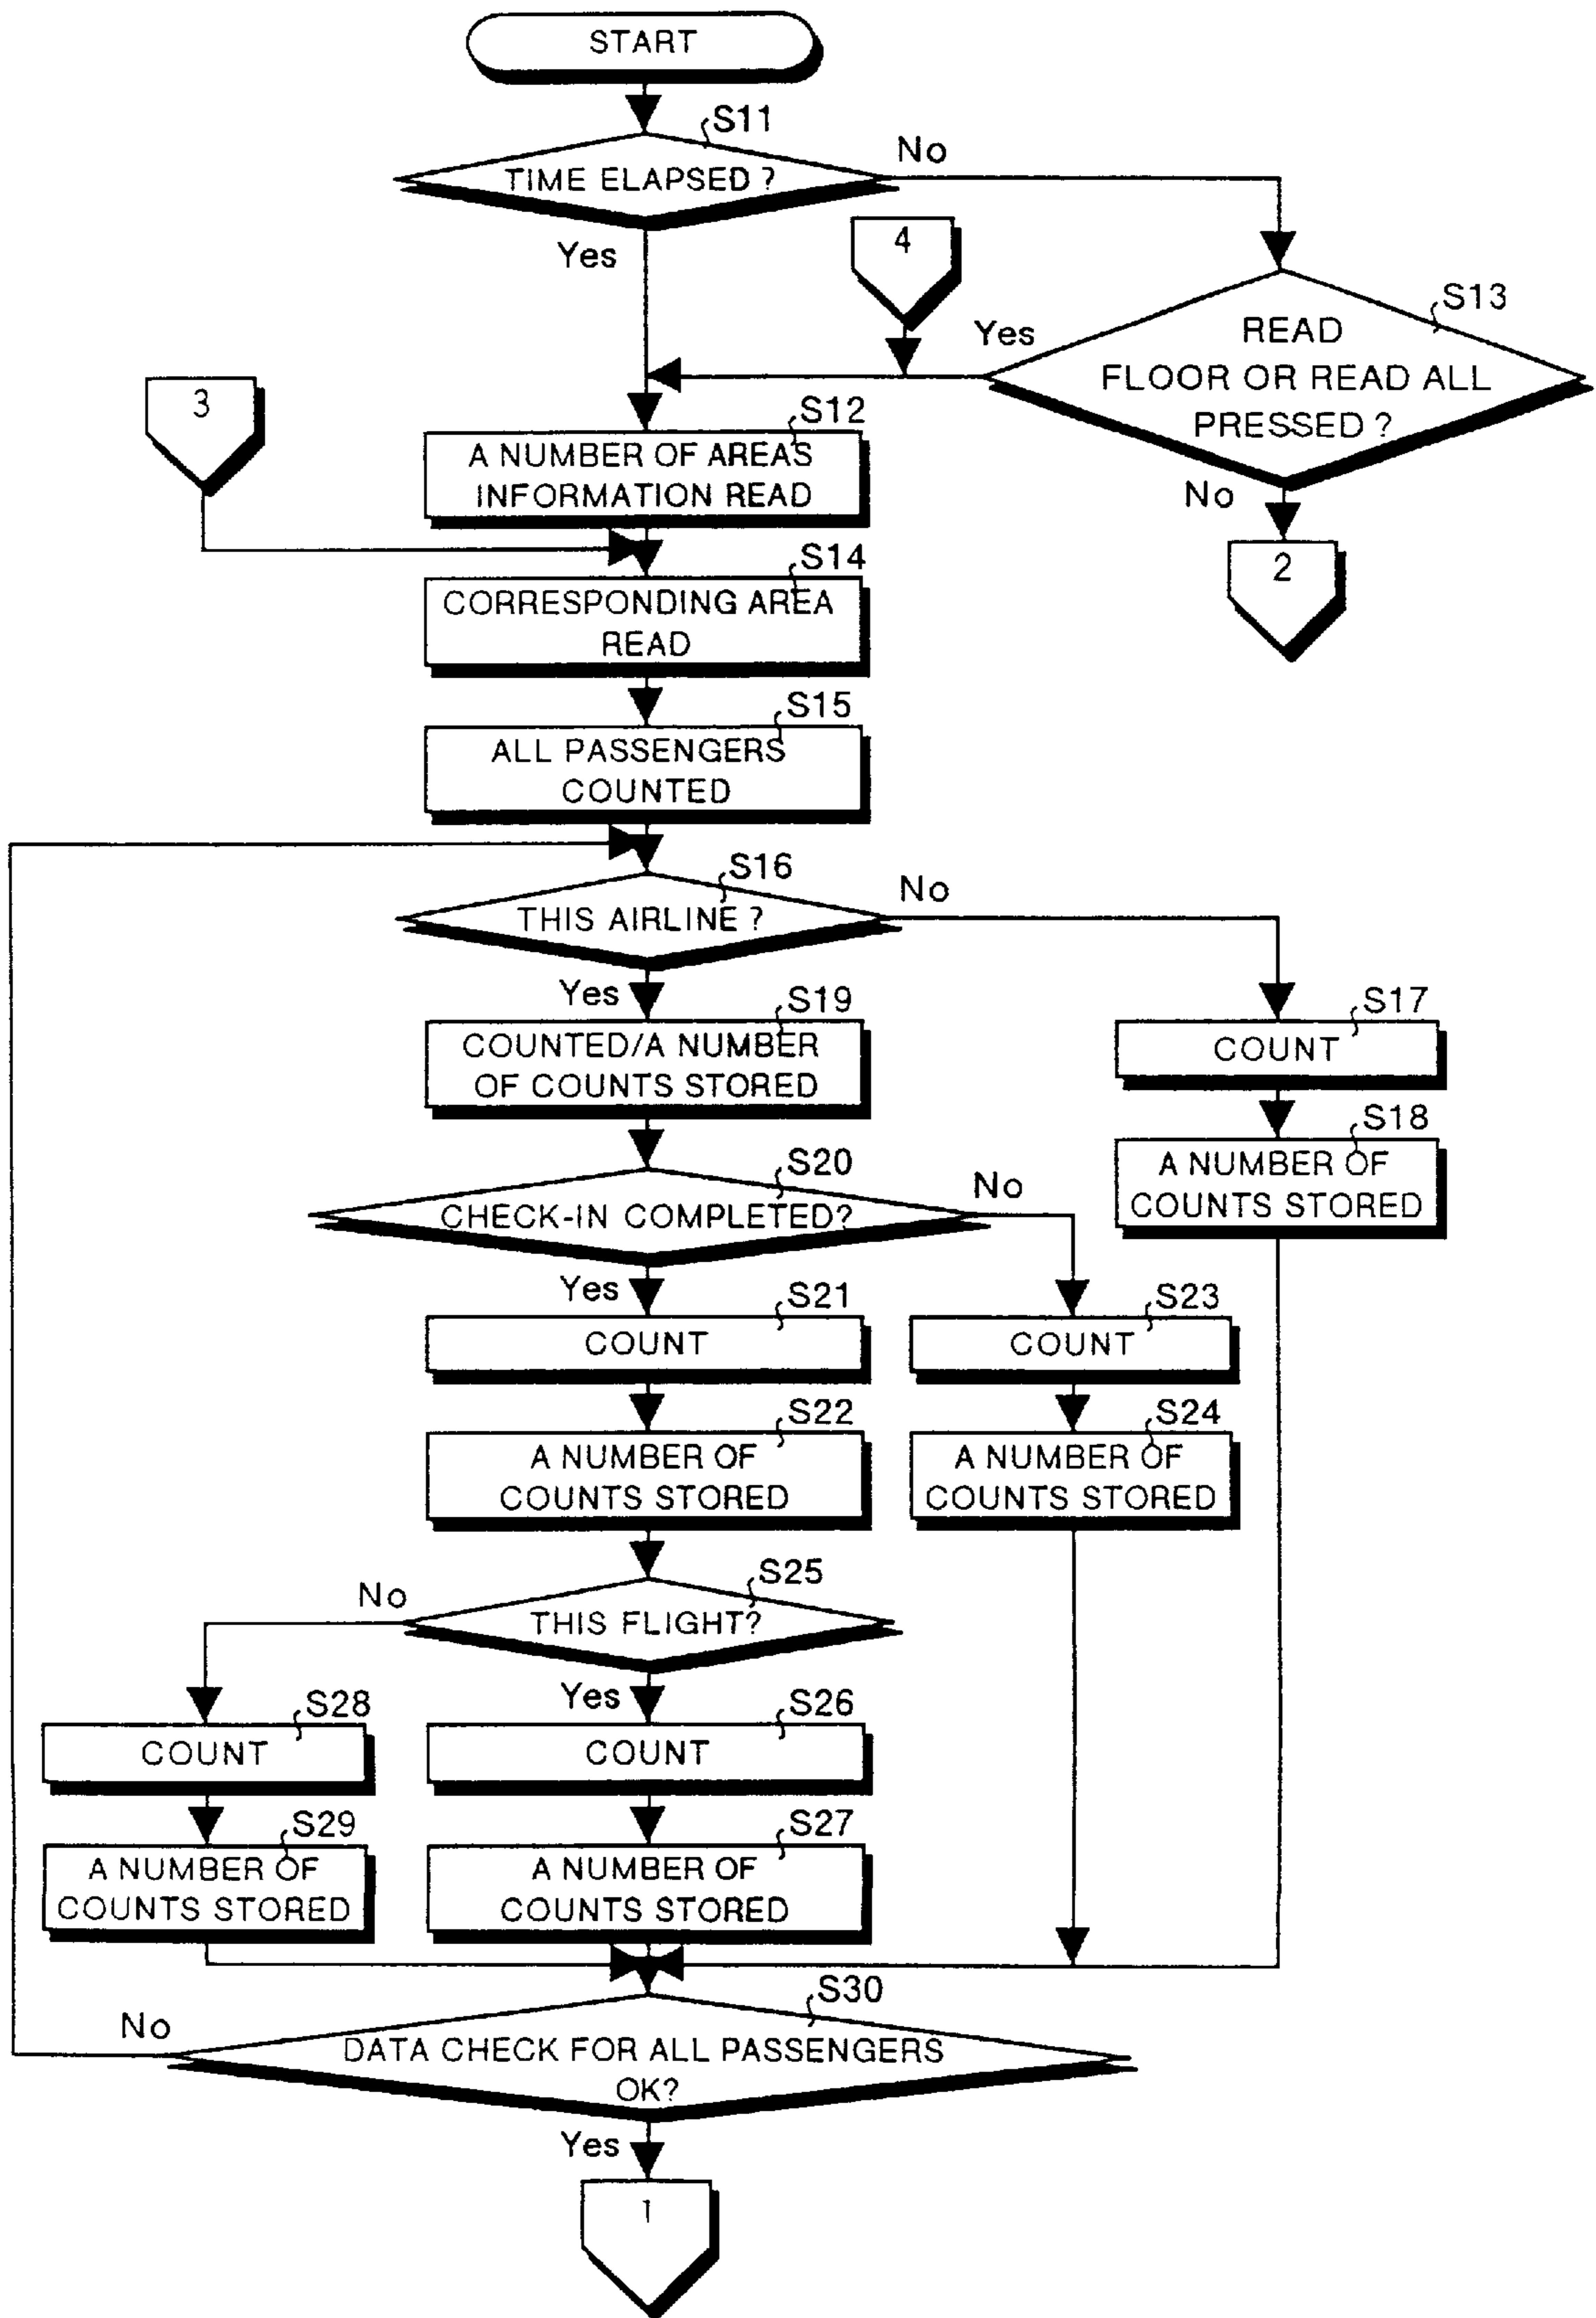 START
S11
No
TIME ELAPSED ?
Yes
4
S13
Yes
READ
FLOOR OR READ ALL
PRESSED ?
3
S12
A NUMBER OF AREAS
INFORMATION READ
No
2
S14
CORRESPONDING AREA
READ
S15
ALL PASSENGERS
COUNTED
S16
No
THIS AIRLINE ?
Yes
S19
S17
COUNTED/A NUMBER
OF COUNTS STORED
COUNT
S18
A NUMBER OF
COUNTS STORED
S20
No
CHECK-IN COMPLETED?
Yes
S21
S23
COUNT
COUNT
S22
S24
A NUMBER OF
COUNTS STORED
A NUMBER OF
COUNTS STORED
S25
No
THIS FLIGHT?
S28
Yes
S26
COUNT
COUNT
S29
S27
A NUMBER OF
COUNTS STORED
A NUMBER OF
COUNTS STORED
S30
No
DATA CHECK FOR ALL PASSENGERS
OK?
Yes
1